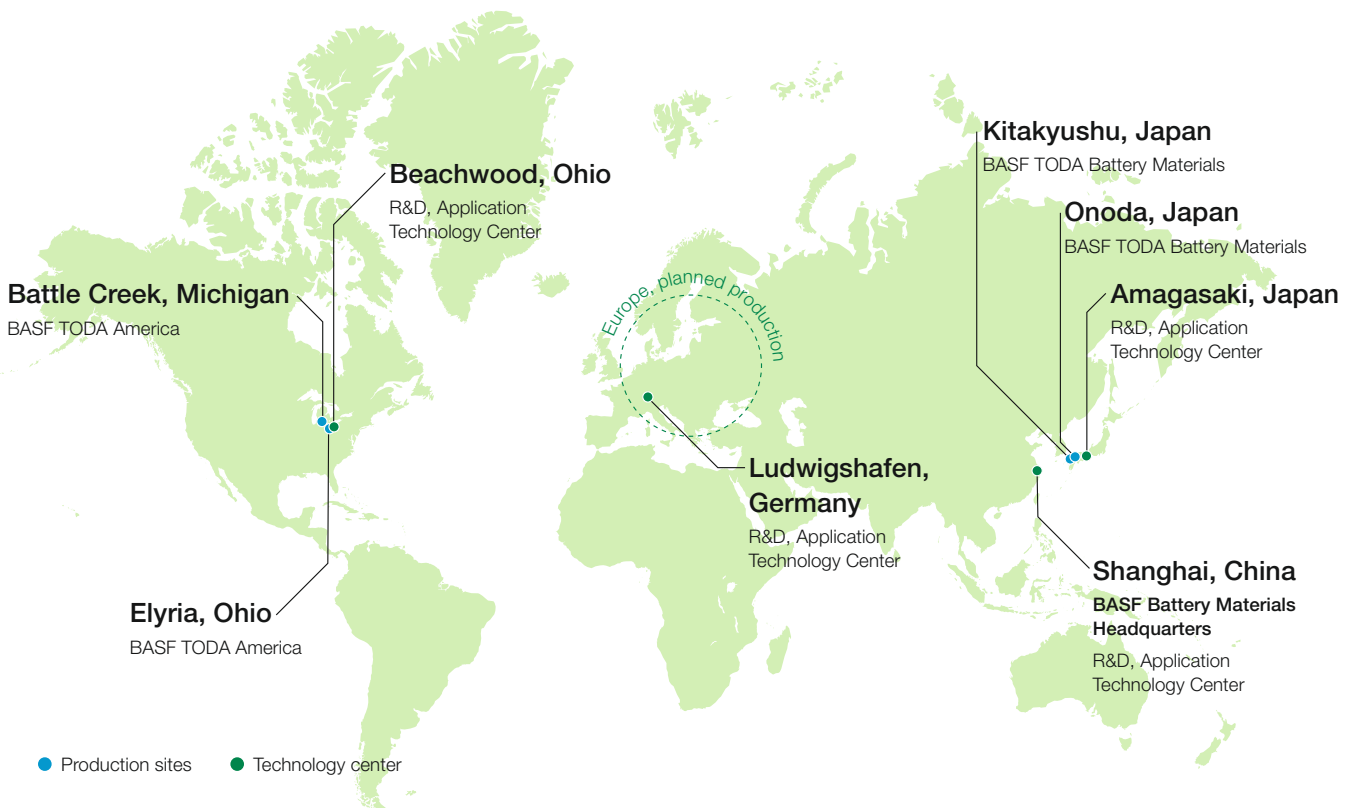 Kitakyushu, Japan
BASF TODA Battery Materials
Beachwood, Ohio
R&D, Application
Technology Center
Onoda, Japan
BASF TODA Battery Materials
Battle Creek, Michigan
BASF TODA America
Europe, planned production
Amagasaki, Japan
R&D, Application
Technology Center
Ludwigshafen,
Germany
R&D, Application
Technology Center
Shanghai, China
BASF Battery Materials
Headquarters
R&D, Application
Technology Center
Elyria, Ohio
BASF TODA America
Production sites
Technology center